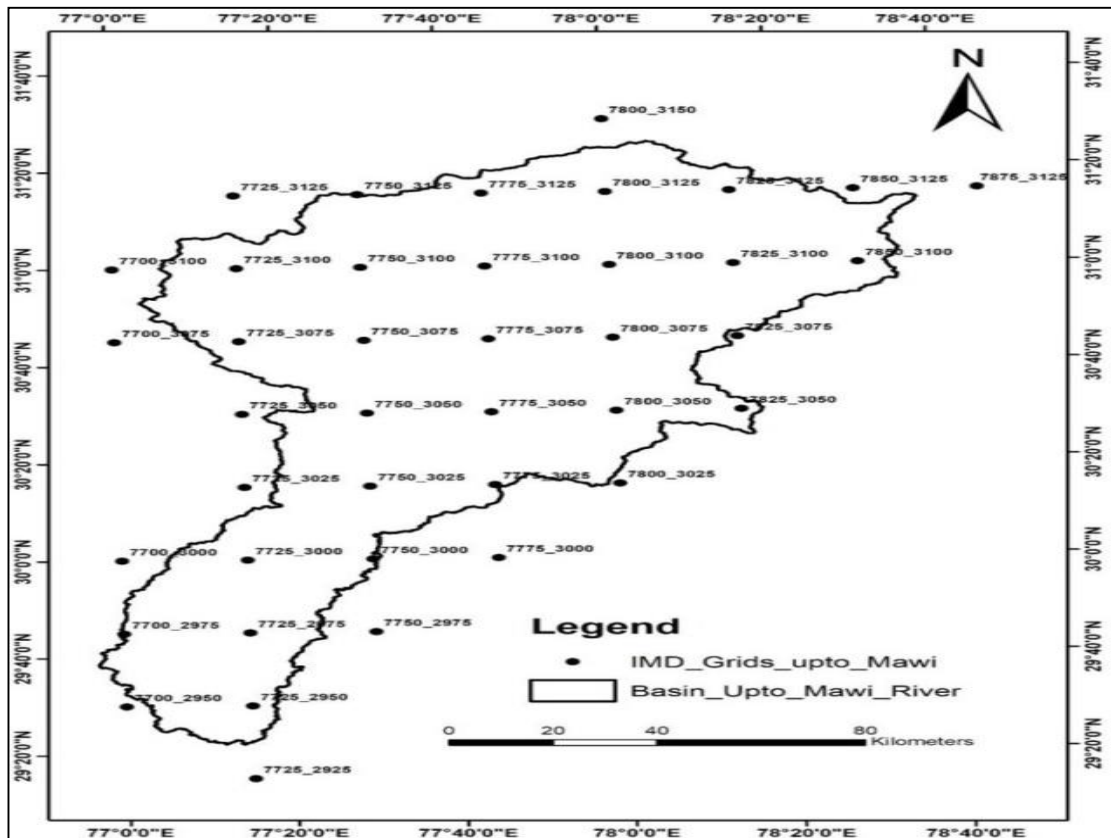 77°0'0"E 77°20'0"E 77°40'0"E 78°0'0"E 78°20'0"E 78°40'0"E
N
31°40'0"N 31°40'0"N
7800_3150
31°20'0"N 31°20'0"N
7725_3125 7750_3125 7775_3125 7800_3125 7825_3125 7850_3125 7875_3125
7700_3100 7725_3100 7750_3100 7775_3100 7800_3100 7825_3100 7850_3100
31°0'0"N 31°0'0"N
7700_3075 7725_3075 7750_3075 7775_3075 7800_3075 7825_3075
30°40'0"N 30°40'0"N
7725_3050 7750_3050 7775_3050 7800_3050 7825_3050
30°20'0"N 30°20'0"N
7725_3025 7750_3025 7775_3025 7800_3025
7700_3000 7725_3000 7750_3000 7775_3000
30°0'0"N 30°0'0"N
7700_2975 7725_2975 7750_2975
Legend
29°40'0"N 29°40'0"N
IMD_Grids_upto_Mawi
7700_2950 7725_2950
Basin_Upto_Mawi_River
0 20 40 80
Kilometers
29°20'0"N 29°20'0"N
7725_2925
77°0'0"E 77°20'0"E 77°40'0"E 78°0'0"E 78°20'0"E 78°40'0"E